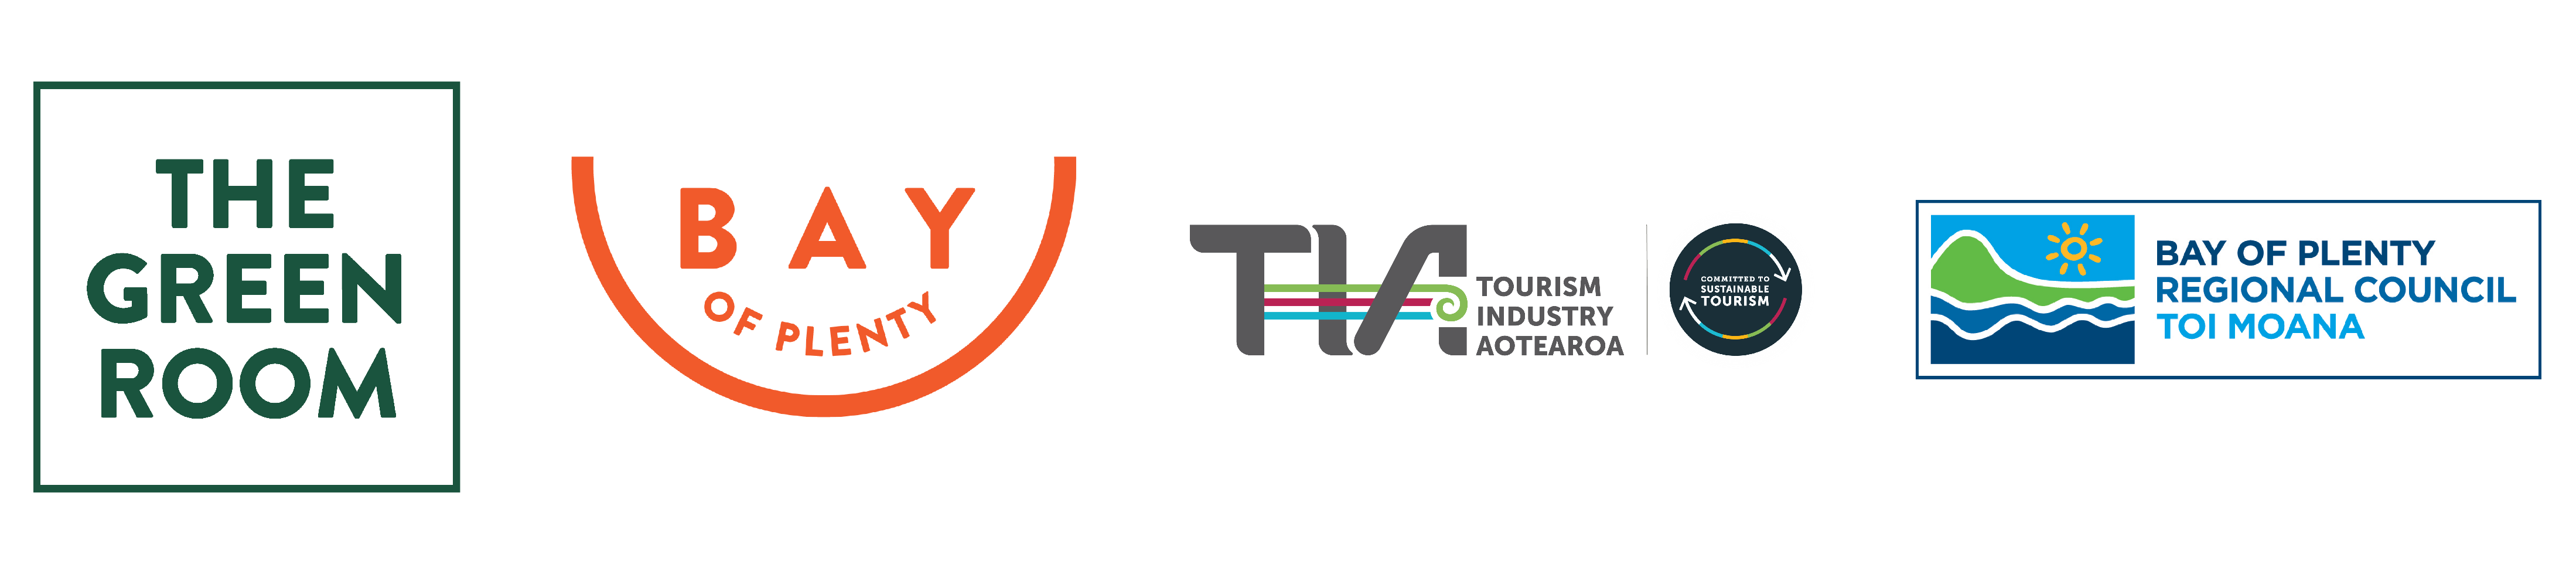 THE
GREEN
ROOM
BAY
OF PLENTY
TIA
TOURISM
INDUSTRY
AOTEAROA
COMMITTED TO
SUSTAINABLE
TOURISM
BAY OF PLENTY
REGIONAL COUNCIL
TOI MOANA